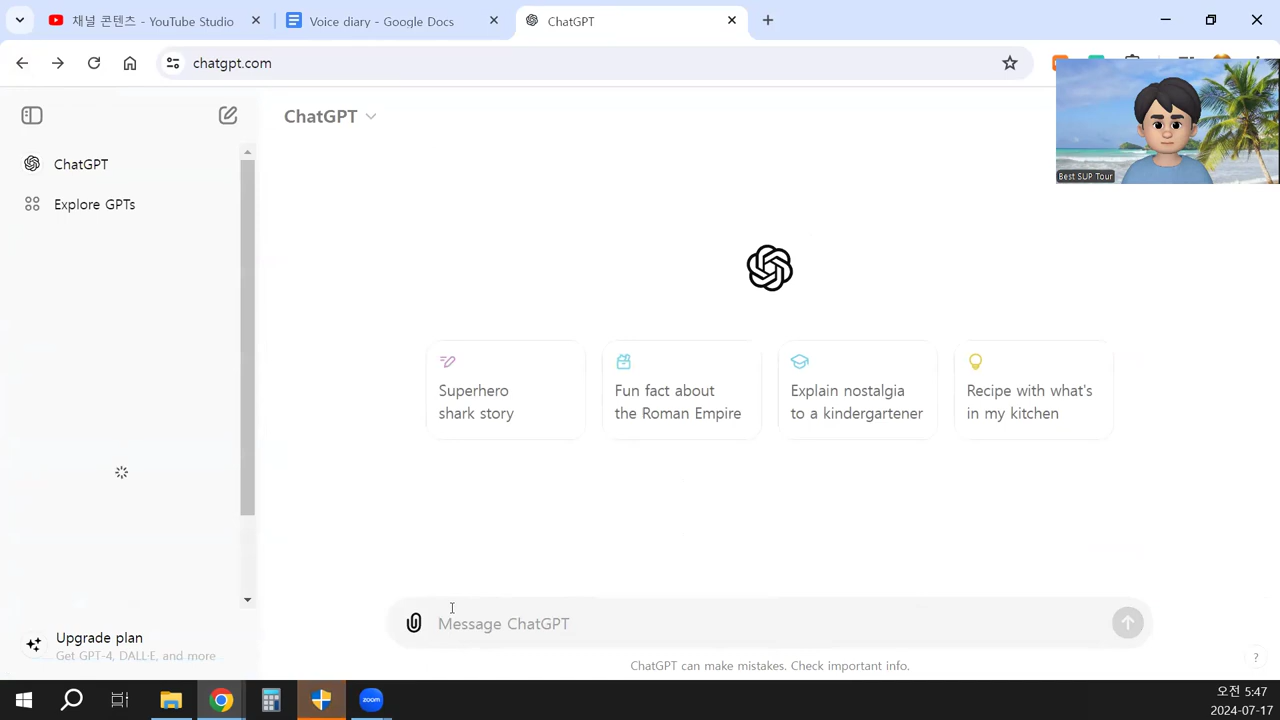 채널 콘텐츠 - YouTube Studio
Voice diary - Google Docs
ChatGPT
chatgpt.com
ChatGPT
ChatGPT
Explore GPTs
Best SUP Tour
Superhero
shark story
Fun fact about
the Roman Empire
Explain nostalgia
to a kindergartener
Recipe with what's
in my kitchen
Message ChatGPT
Upgrade plan
Get GPT-4, DALL·E, and more
ChatGPT can make mistakes. Check important info.
?
zoom
오전 5:47
2024-07-17